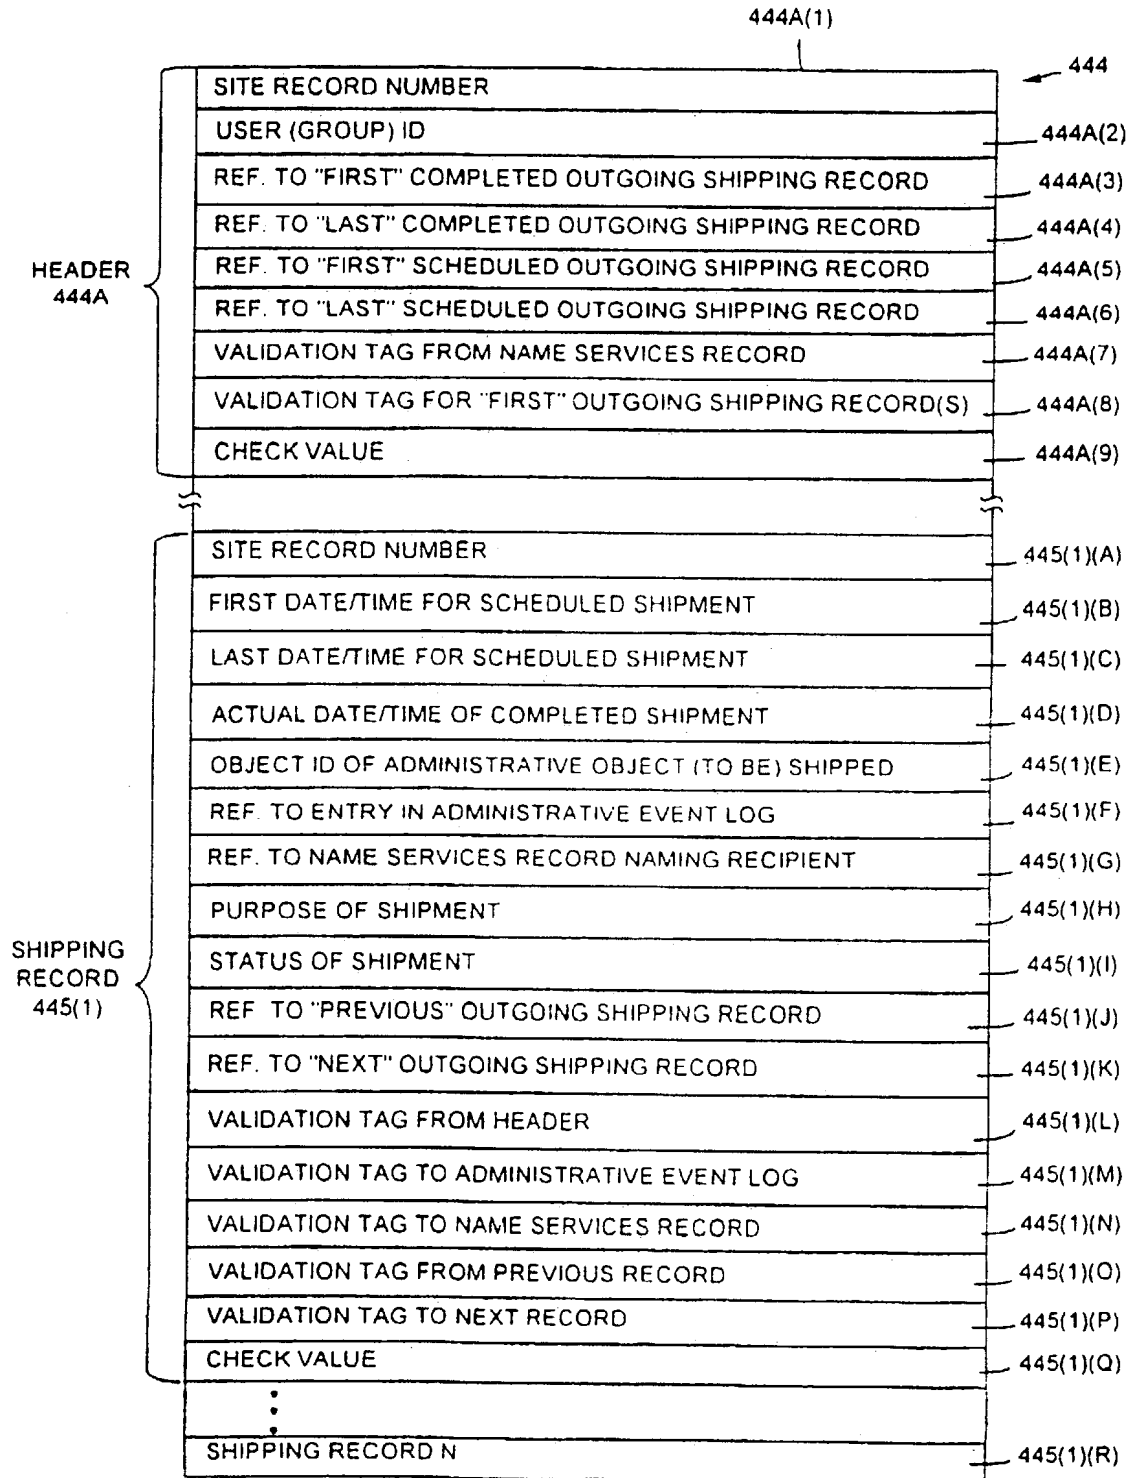 444A(1)
444
SITE RECORD NUMBER
USER (GROUP) ID
444A(2)
REF. TO "FIRST" COMPLETED OUTGOING SHIPPING RECORD
444A(3)
REF. TO "LAST" COMPLETED OUTGOING SHIPPING RECORD
444A(4)
HEADER
444A
REF. TO "FIRST" SCHEDULED OUTGOING SHIPPING RECORD
444A(5)
REF. TO "LAST" SCHEDULED OUTGOING SHIPPING RECORD
444A(6)
VALIDATION TAG FROM NAME SERVICES RECORD
444A(7)
VALIDATION TAG FOR "FIRST" OUTGOING SHIPPING RECORD(S)
444A(8)
CHECK VALUE
444A(9)
SITE RECORD NUMBER
445(1)(A)
FIRST DATE/TIME FOR SCHEDULED SHIPMENT
445(1)(B)
LAST DATE/TIME FOR SCHEDULED SHIPMENT
445(1)(C)
ACTUAL DATE/TIME OF COMPLETED SHIPMENT
445(1)(D)
OBJECT ID OF ADMINISTRATIVE OBJECT (TO BE) SHIPPED
445(1)(E)
REF. TO ENTRY IN ADMINISTRATIVE EVENT LOG
445(1)(F)
REF. TO NAME SERVICES RECORD NAMING RECIPIENT
445(1)(G)
PURPOSE OF SHIPMENT
445(1)(H)
SHIPPING
RECORD
445(1)
STATUS OF SHIPMENT
445(1)(I)
REF TO "PREVIOUS" OUTGOING SHIPPING RECORD
445(1)(J)
REF. TO "NEXT" OUTGOING SHIPPING RECORD
445(1)(K)
VALIDATION TAG FROM HEADER
445(1)(L)
VALIDATION TAG TO ADMINISTRATIVE EVENT LOG
445(1)(M)
VALIDATION TAG TO NAME SERVICES RECORD
445(1)(N)
VALIDATION TAG FROM PREVIOUS RECORD
445(1)(O)
VALIDATION TAG TO NEXT RECORD
445(1)(P)
CHECK VALUE
445(1)(Q)
SHIPPING RECORD N
445(1)(R)